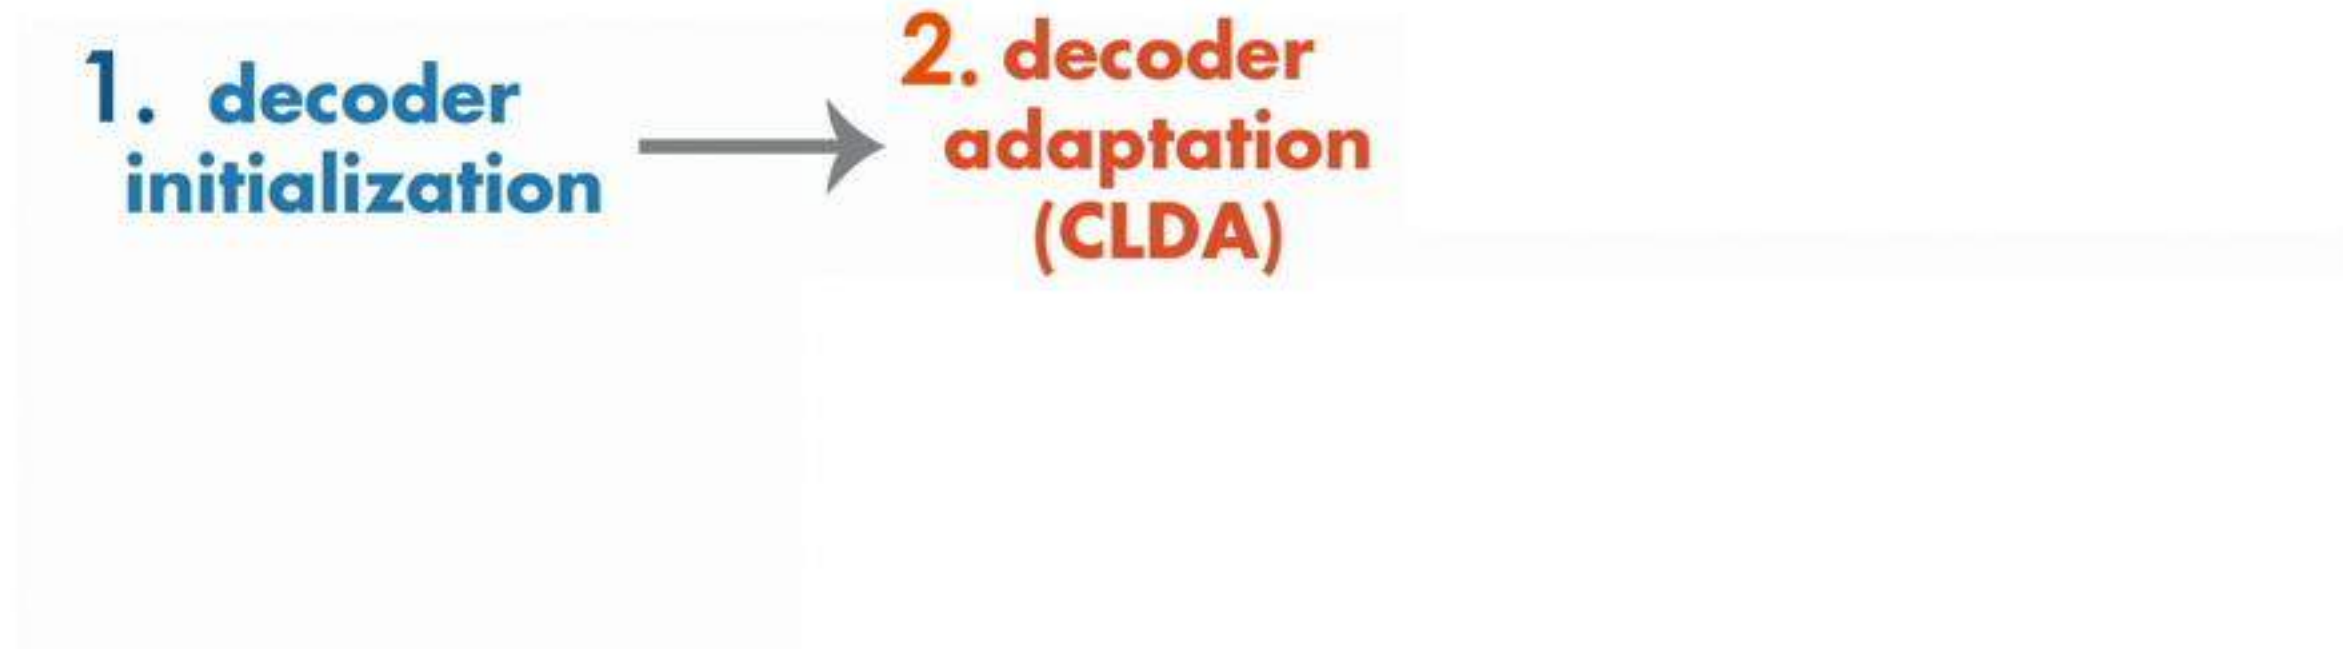 1. decoder
initialization
2. decoder
adaptation
(CLDA)